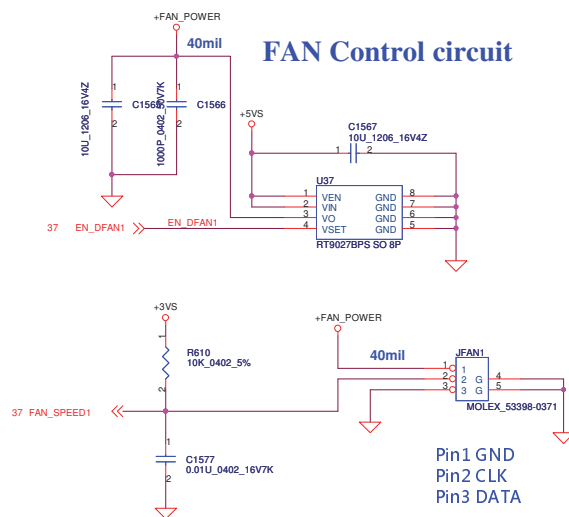 +FAN_POWER
40mil
FAN Control circuit
1
1
C1565
C1566
2
2
10U_1206_16V4Z
1000P_0402_50V7K
+5VS
C1567
10U_1206_16V4Z
1
2
U37
1 VEN GND 8
2 VIN GND 7
3 VO GND 6
4 VSET GND 5
RT9027BPS SO 8P
37 EN_DFAN1
EN_DFAN1
+3VS
1
R610
10K_0402_5%
2
37 FAN_SPEED1
1
C1577
0.01U_0402_16V7K
2
+FAN_POWER
40mil
JFAN1
1 1
2 2 G 4
3 3 G 5
MOLEX_53398-0371
Pin1 GND
Pin2 CLK
Pin3 DATA